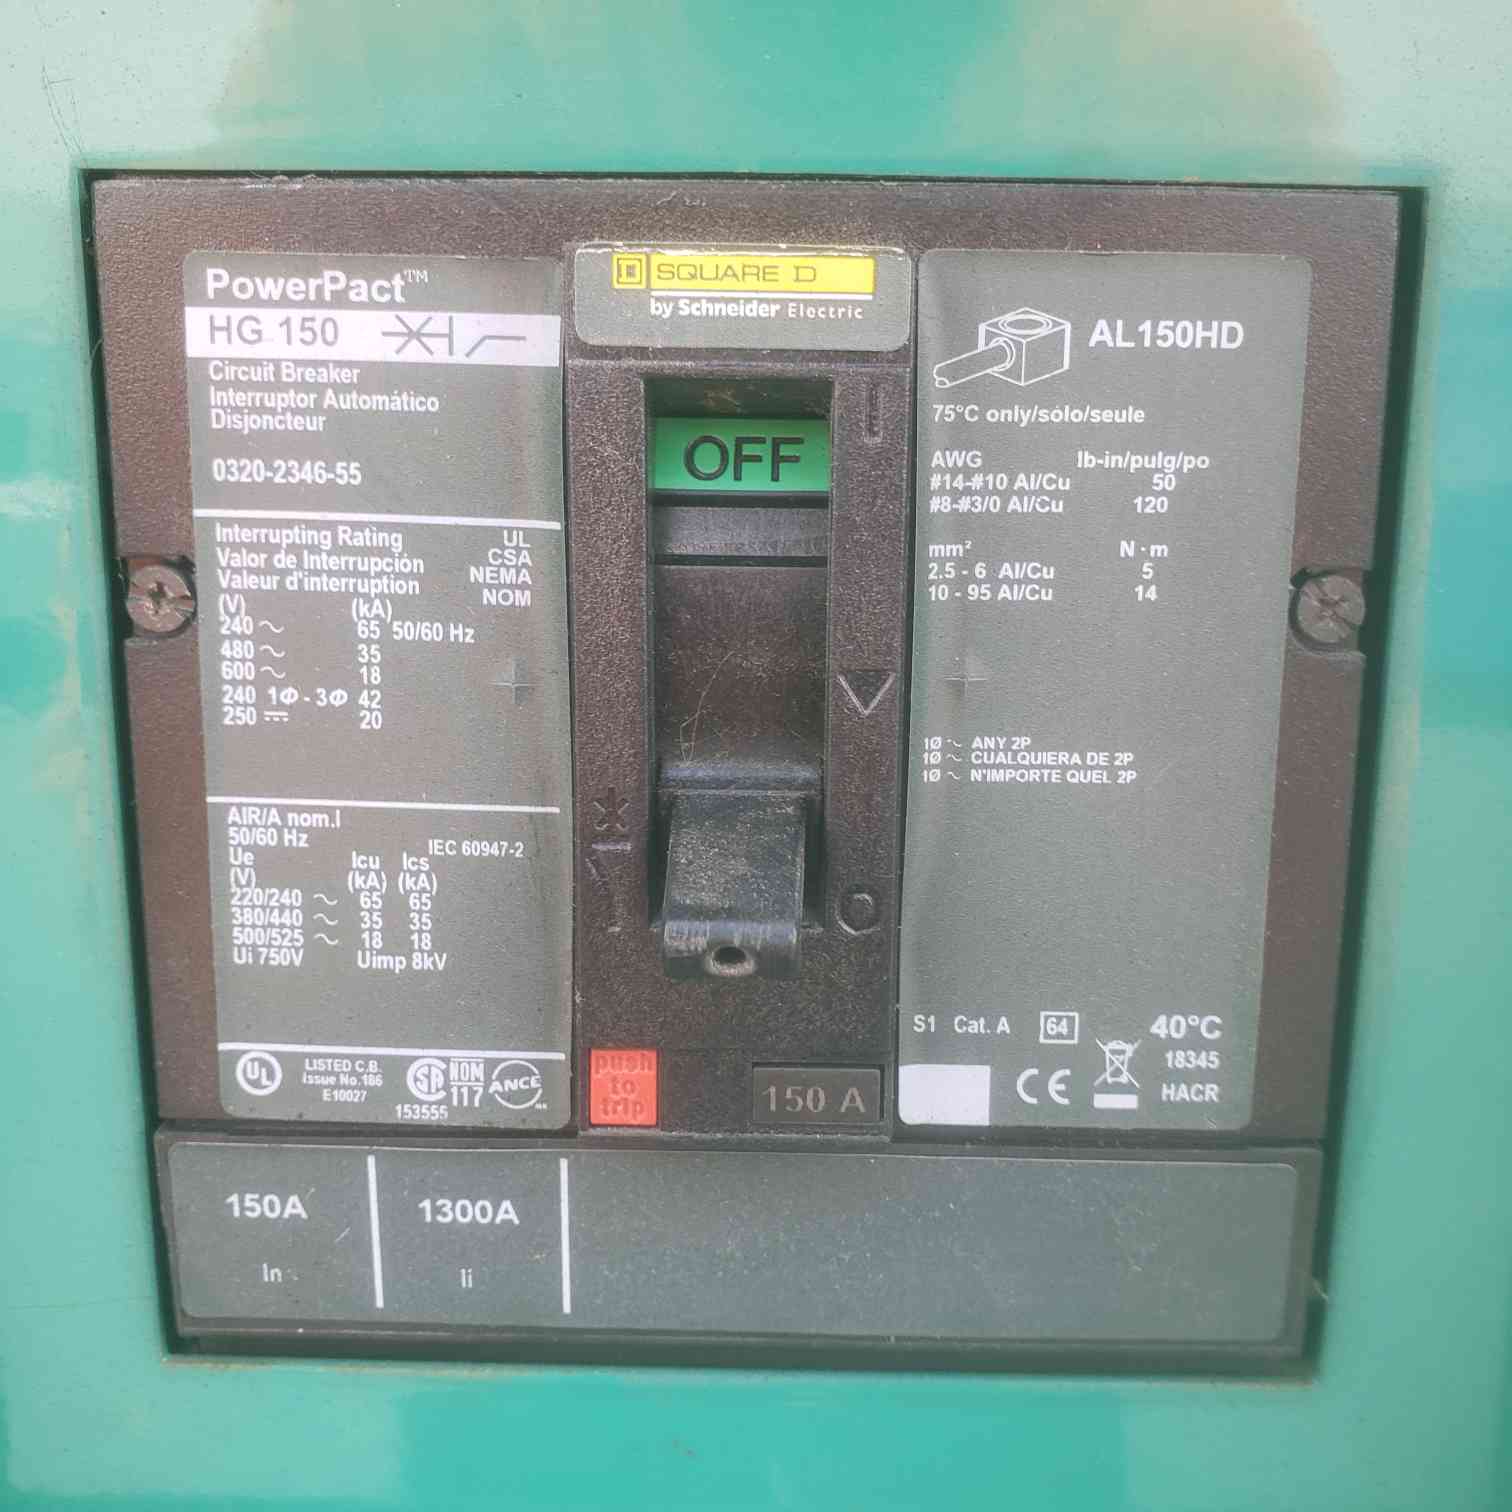 PowerPact™
HG 150
Circuit Breaker
Interruptor Automático
Disjoncteur
0320-2346-55
Interrupting Rating UL
Valor de Interrupción CSA
Valeur d'interruption NEMA
NOM
(V) (kA)
240 ~ 65 50/60 Hz
480 ~ 35
600 ~ 18
240 1Φ - 3Φ 42
250 ⎓ 20
AIR/A nom.I
50/60 Hz IEC 60947-2
Ue Icu Ics
(V) (kA) (kA)
220/240 ~ 65 65
380/440 ~ 35 35
500/525 ~ 18 18
Ui 750V Uimp 8kV
UL
LISTED C.B.
Issue No.186
E10027
SA
153555
NOM
117
ANCE
SQUARE D
by Schneider Electric
OFF
I
O
push
to
trip
150 A
AL150HD
75°C only/sólo/seule
AWG lb-in/pulg/po
#14-#10 Al/Cu 50
#8-#3/0 Al/Cu 120
mm² N·m
2.5 - 6 Al/Cu 5
10 - 95 Al/Cu 14
1Ø ~ ANY 2P
1Ø ~ CUALQUIERA DE 2P
1Ø ~ N'IMPORTE QUEL 2P
S1 Cat. A 64 40°C
18345
CE HACR
150A 1300A
In Ii